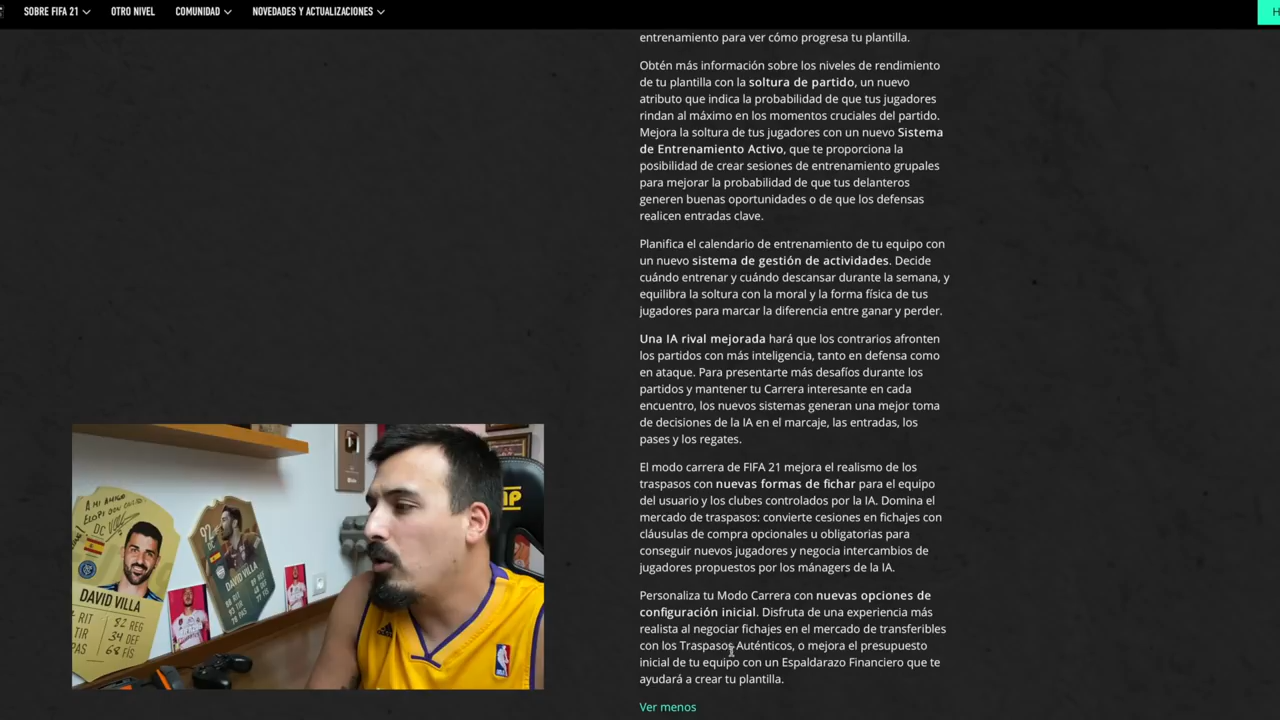 SOBRE FIFA 21
OTRO NIVEL
COMUNIDAD
NOVEDADES Y ACTUALIZACIONES
entrenamiento para ver cómo progresa tu plantilla.
Obtén más información sobre los niveles de rendimiento
de tu plantilla con la soltura de partido, un nuevo
atributo que indica la probabilidad de que tus jugadores
rindan al máximo en los momentos cruciales del partido.
Mejora la soltura de tus jugadores con un nuevo Sistema
de Entrenamiento Activo, que te proporciona la
posibilidad de crear sesiones de entrenamiento grupales
para mejorar la probabilidad de que tus delanteros
generen buenas oportunidades o de que los defensas
realicen entradas clave.
Planifica el calendario de entrenamiento de tu equipo con
un nuevo sistema de gestión de actividades. Decide
cuándo entrenar y cuándo descansar durante la semana, y
equilibra la soltura con la moral y la forma física de tus
jugadores para marcar la diferencia entre ganar y perder.
Una IA rival mejorada hará que los contrarios afronten
los partidos con más inteligencia, tanto en defensa como
en ataque. Para presentarte más desafíos durante los
partidos y mantener tu Carrera interesante en cada
encuentro, los nuevos sistemas generan una mejor toma
de decisiones de la IA en el marcaje, las entradas, los
pases y los regates.
El modo carrera de FIFA 21 mejora el realismo de los
traspasos con nuevas formas de fichar para el equipo
del usuario y los clubes controlados por la IA. Domina el
mercado de traspasos: convierte cesiones en fichajes con
cláusulas de compra opcionales u obligatorias para
conseguir nuevos jugadores y negocia intercambios de
jugadores propuestos por los mánagers de la IA.
Personaliza tu Modo Carrera con nuevas opciones de
configuración inicial. Disfruta de una experiencia más
realista al negociar fichajes en el mercado de transferibles
con los Traspasos Auténticos, o mejora el presupuesto
inicial de tu equipo con un Espaldarazo Financiero que te
ayudará a crear tu plantilla.
Ver menos
A MI AMIGO
DAVID VILLA
RIT 52 REG
TIR 34 DEF
PAS 68 FÍS
92
DAVID VILLA
adidas
NBA